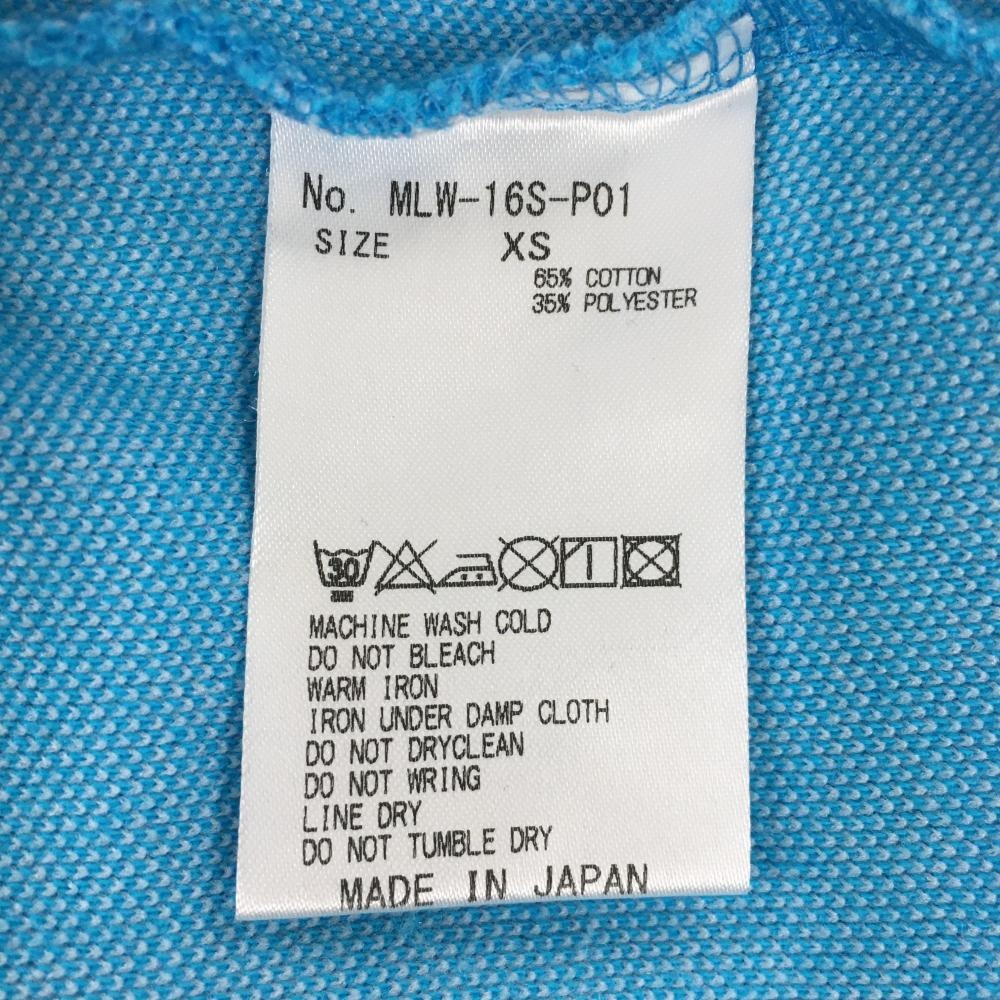 No. MLW-16S-P01
SIZE XS
65% COTTON
35% POLYESTER
30
MACHINE WASH COLD
DO NOT BLEACH
WARM IRON
IRON UNDER DAMP CLOTH
DO NOT DRYCLEAN
DO NOT WRING
LINE DRY
DO NOT TUMBLE DRY
MADE IN JAPAN